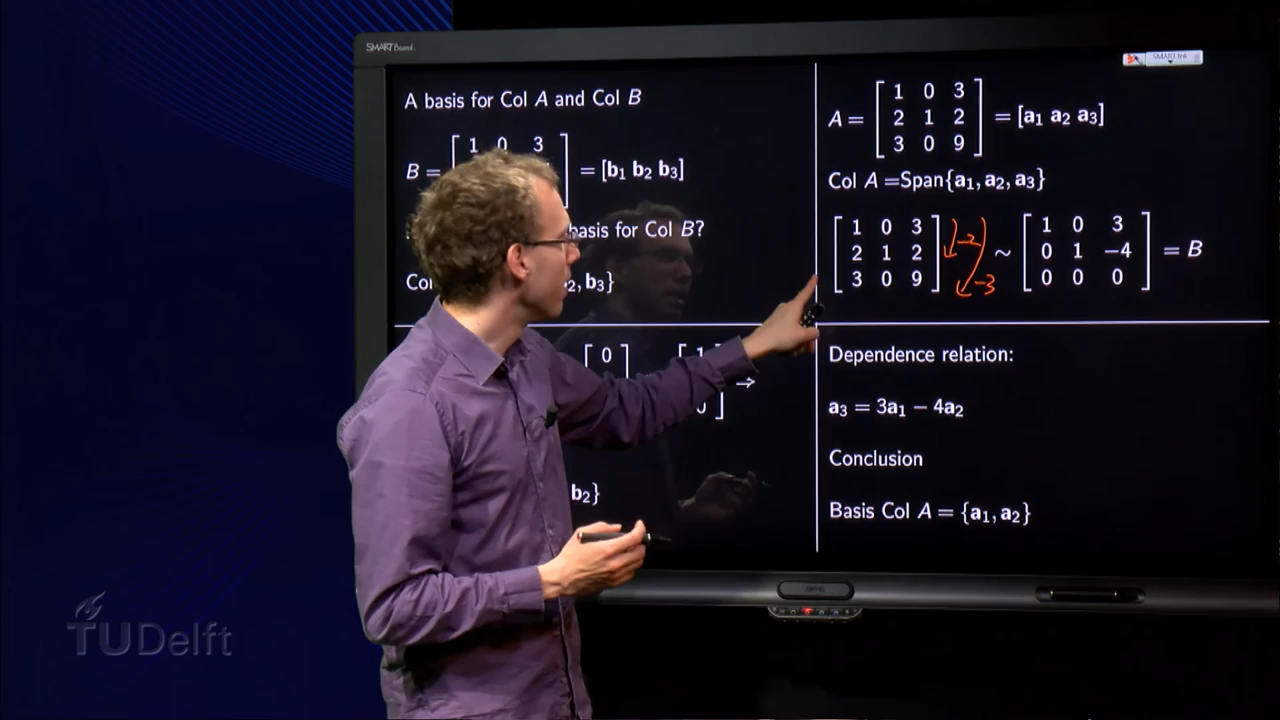 SMART Board
SMART Ink
A basis for Col A and Col B
1 0 3
B = = [b₁ b₂ b₃]
basis for Col B?
₂, b₃}
0 1
→
b₂}
A = [1 0 3
2 1 2
3 0 9] = [a₁ a₂ a₃]
Col A =Span{a₁, a₂, a₃}
[1 0 3
2 1 2
3 0 9] -2 -3 ~ [1 0 3
0 1 −4
0 0 0] = B
Dependence relation:
a₃ = 3a₁ − 4a₂
Conclusion
Basis Col A = {a₁, a₂}
TUDelft